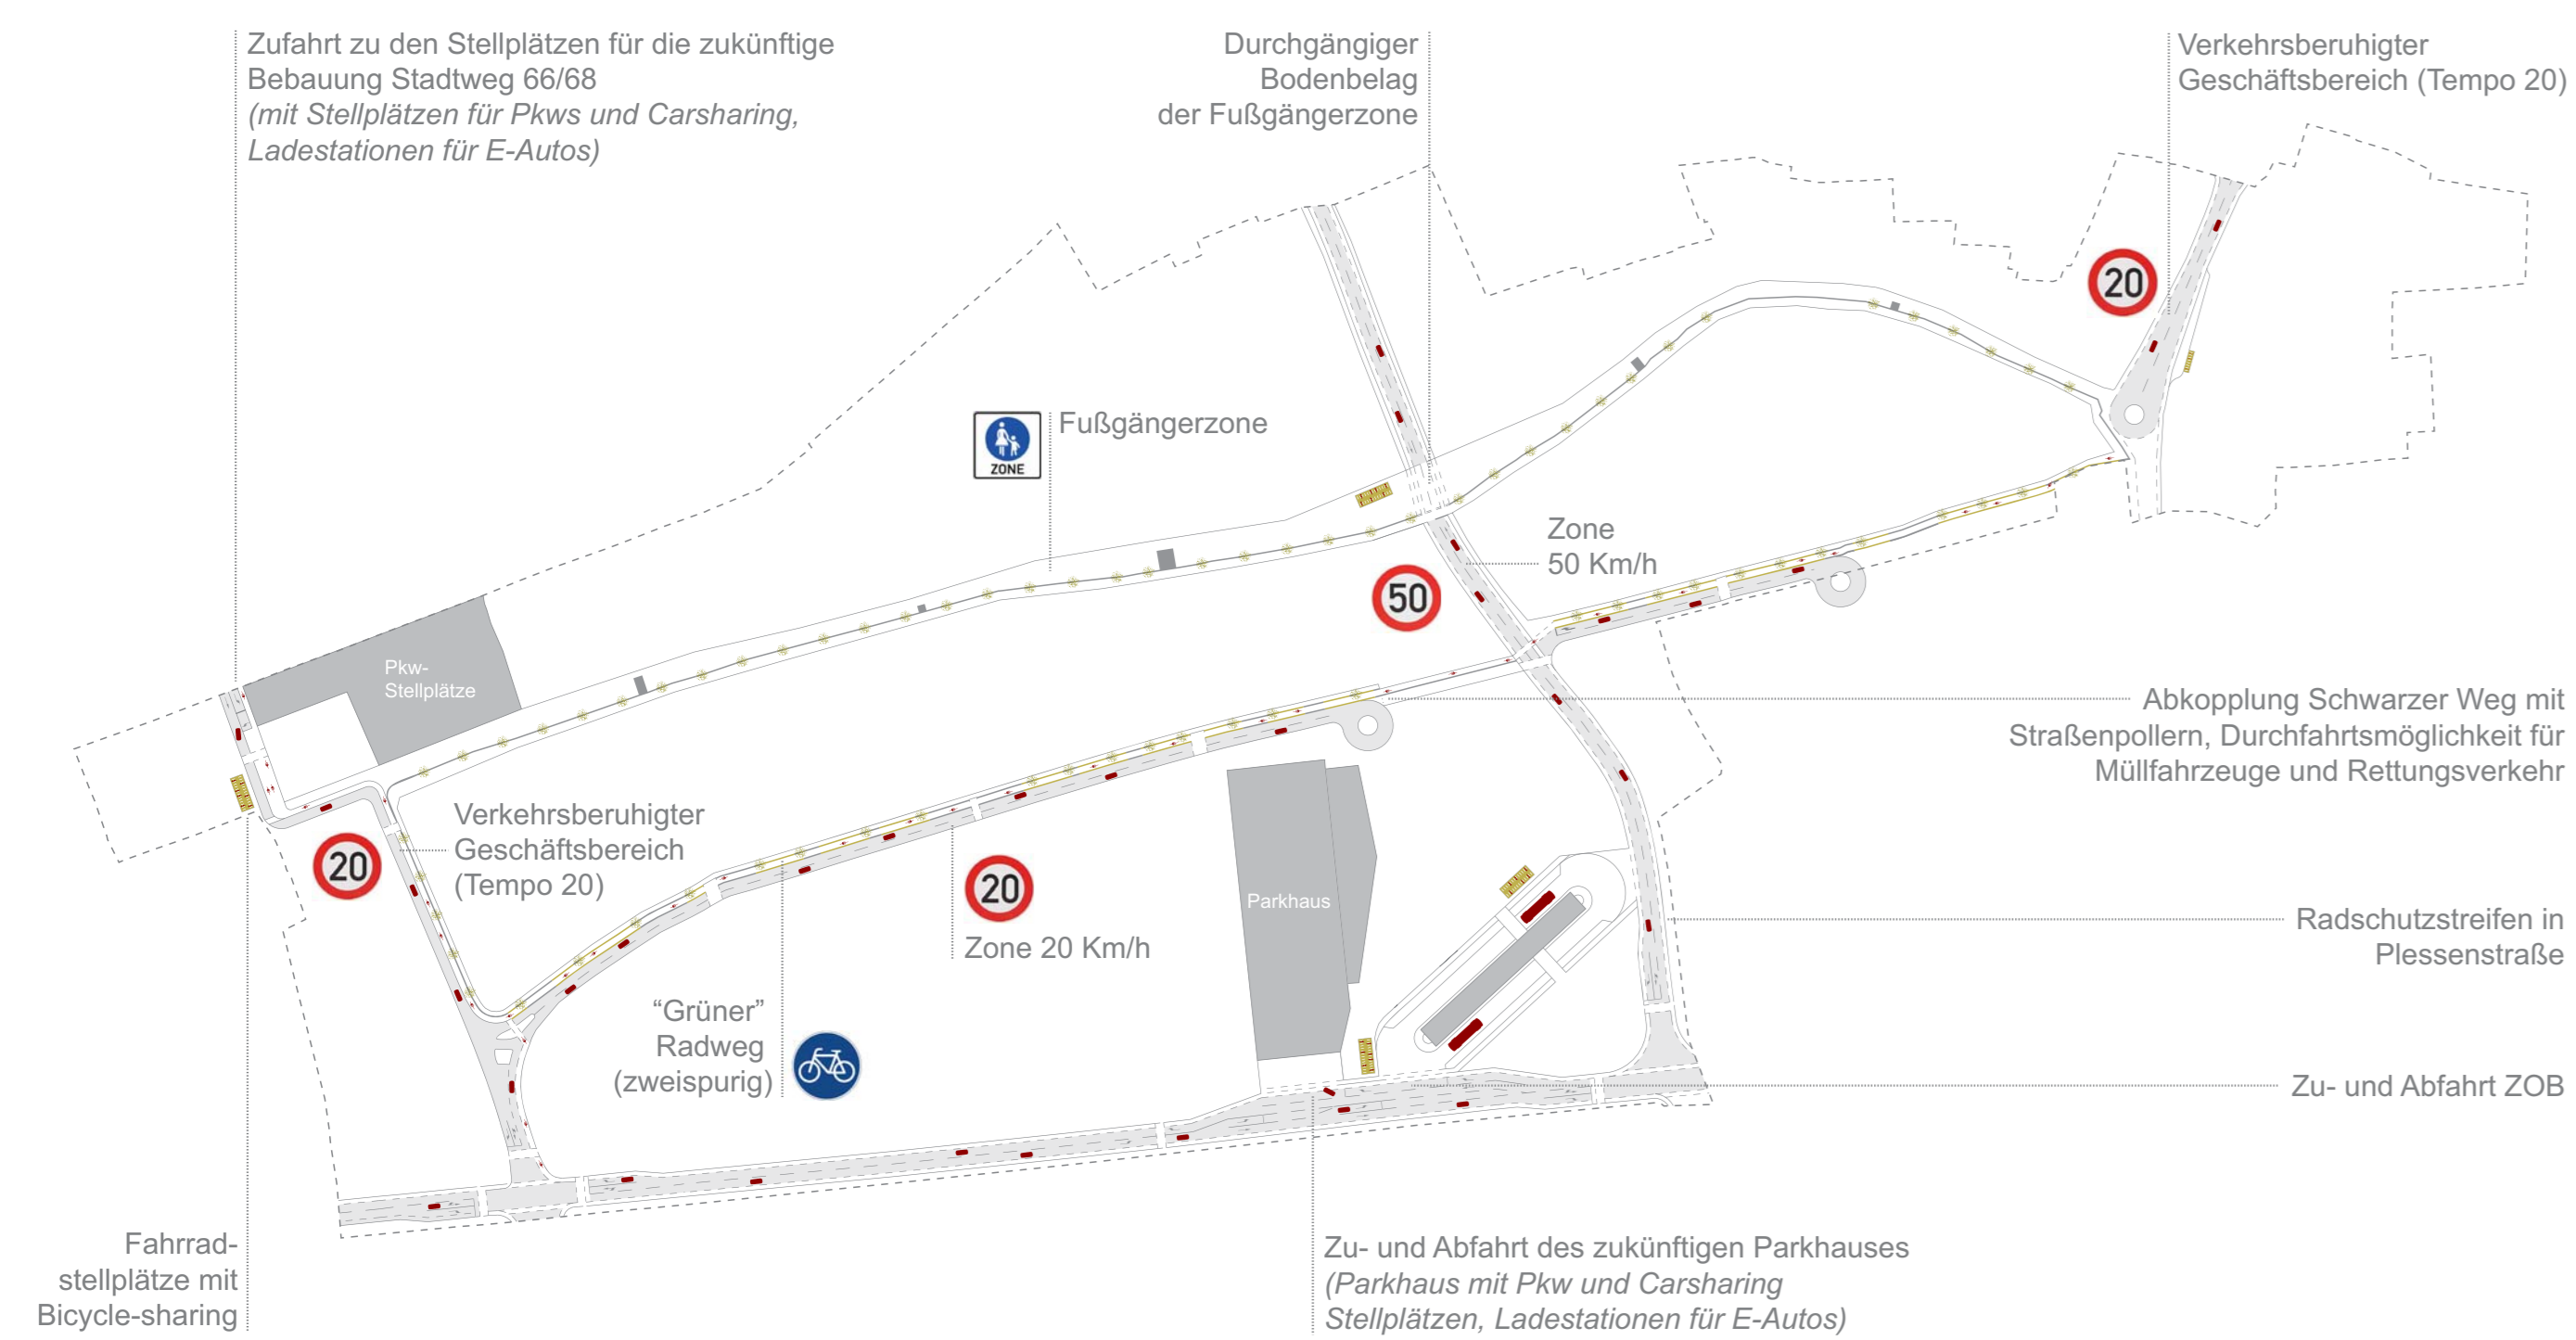 Zufahrt zu den Stellplätzen für die zukünftige
Bebauung Stadtweg 66/68
(mit Stellplätzen für Pkws und Carsharing,
Ladestationen für E-Autos)
Durchgängiger
Bodenbelag
der Fußgängerzone
Verkehrsberuhigter
Geschäftsbereich (Tempo 20)
20
ZONE
Fußgängerzone
Zone
50 Km/h
50
Pkw-
Stellplätze
Abkopplung Schwarzer Weg mit
Straßenpollern, Durchfahrtsmöglichkeit für
Müllfahrzeuge und Rettungsverkehr
20
Verkehrsberuhigter
Geschäftsbereich
(Tempo 20)
20
Zone 20 Km/h
Parkhaus
Radschutzstreifen in
Plessenstraße
“Grüner”
Radweg
(zweispurig)
Zu- und Abfahrt ZOB
Fahrrad-
stellplätze mit
Bicycle-sharing
Zu- und Abfahrt des zukünftigen Parkhauses
(Parkhaus mit Pkw und Carsharing
Stellplätzen, Ladestationen für E-Autos)